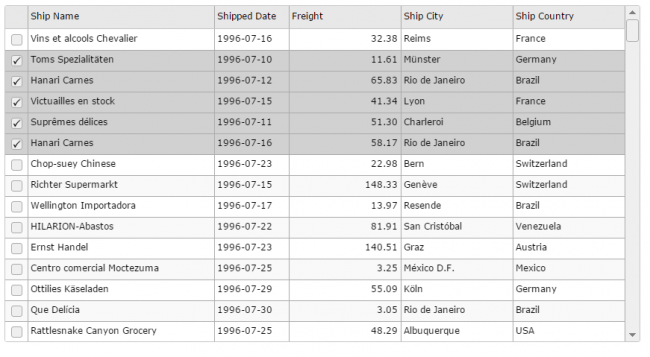 Ship Name Shipped Date Freight Ship City Ship Country
Vins et alcools Chevalier 1996-07-16 32.38 Reims France
Toms Spezialitäten 1996-07-10 11.61 Münster Germany
Hanari Carnes 1996-07-12 65.83 Rio de Janeiro Brazil
Victuailles en stock 1996-07-15 41.34 Lyon France
Suprêmes délices 1996-07-11 51.30 Charleroi Belgium
Hanari Carnes 1996-07-16 58.17 Rio de Janeiro Brazil
Chop-suey Chinese 1996-07-23 22.98 Bern Switzerland
Richter Supermarkt 1996-07-15 148.33 Genève Switzerland
Wellington Importadora 1996-07-17 13.97 Resende Brazil
HILARION-Abastos 1996-07-22 81.91 San Cristóbal Venezuela
Ernst Handel 1996-07-23 140.51 Graz Austria
Centro comercial Moctezuma 1996-07-25 3.25 México D.F. Mexico
Ottilies Käseladen 1996-07-29 55.09 Köln Germany
Que Delícia 1996-07-30 3.05 Rio de Janeiro Brazil
Rattlesnake Canyon Grocery 1996-07-25 48.29 Albuquerque USA